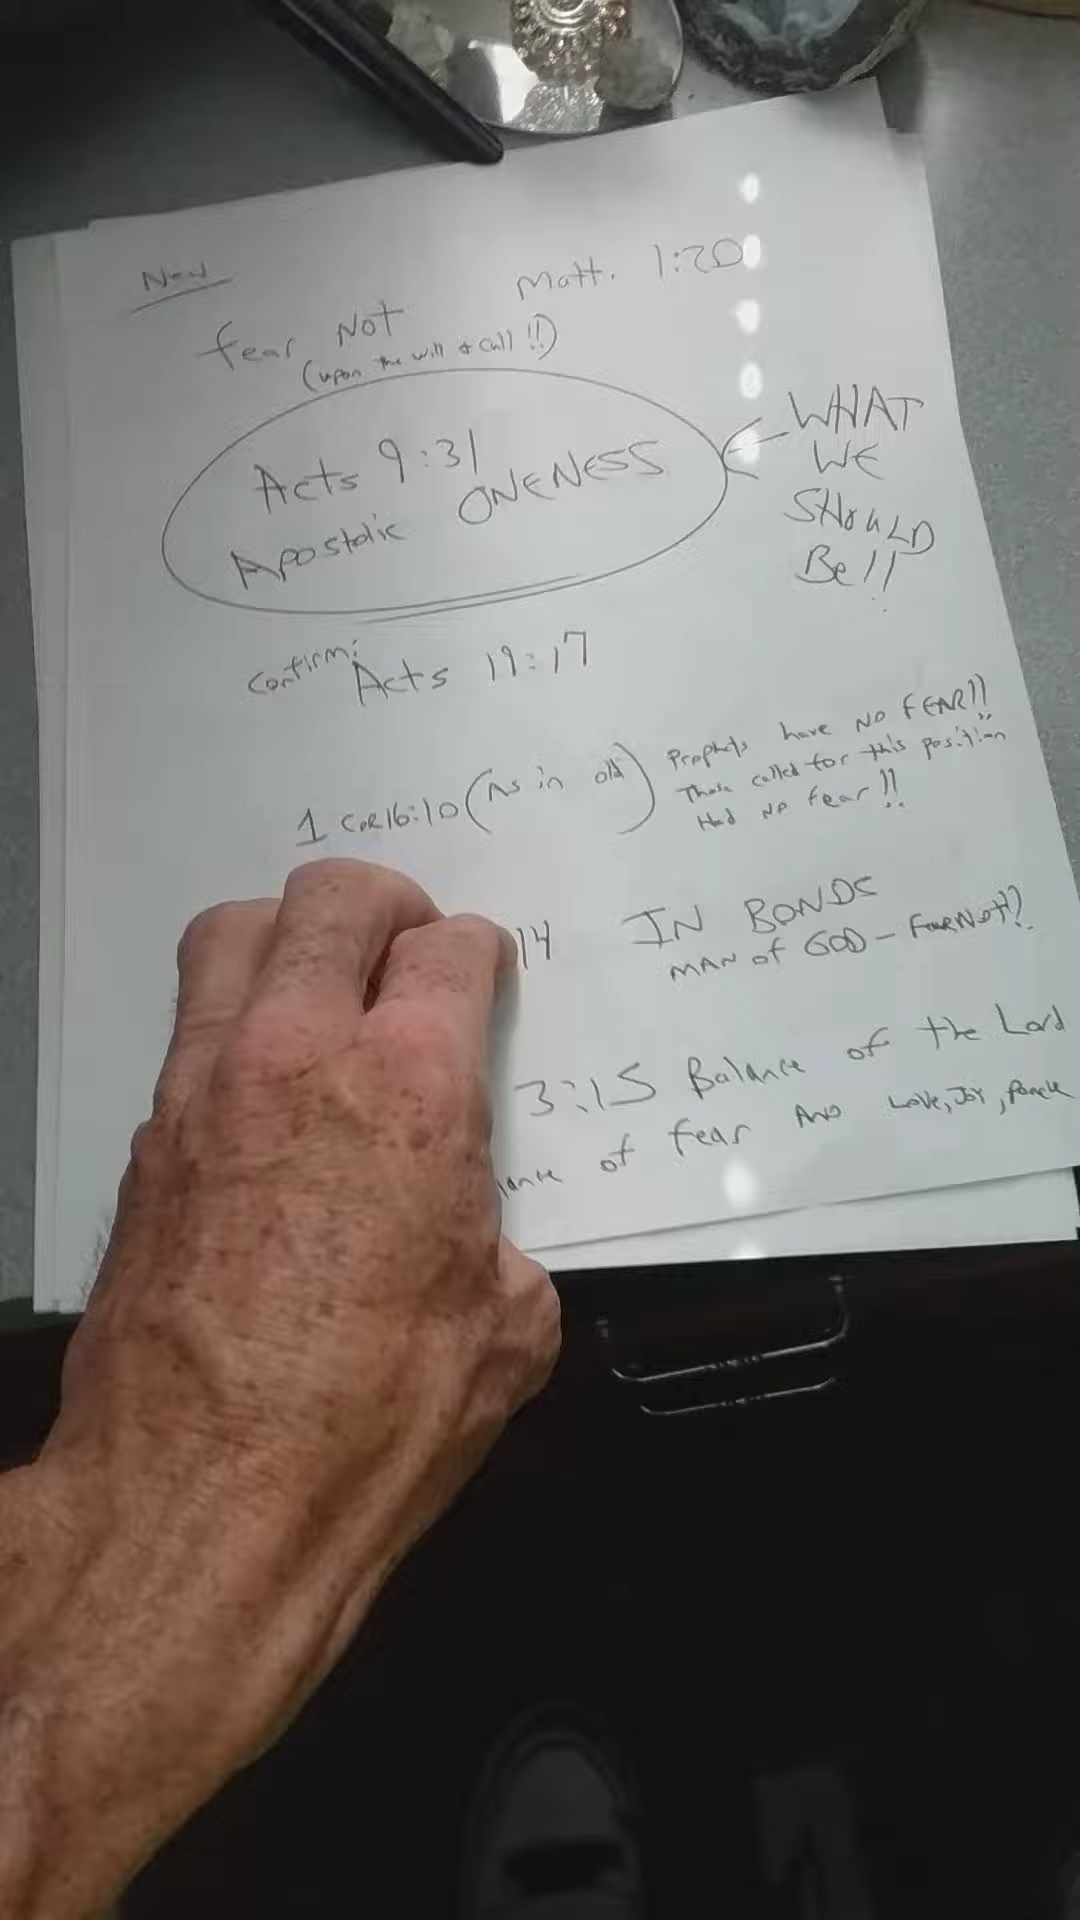 New
Matt. 1:20
fear Not
(upon the will & call !!)
Acts 9:31
Apostolic ONENESS
WHAT
WE
SHOULD
Be!!
Confirm:
Acts 19:17
1 COR 16:10 (As in old)
Prophets have NO FEAR!!
Those called for this position
Had NO fear!!
14 IN BONDS
MAN of GOD - Fear Not?
3:15 Balance of the Lord
lance of fear AND Love, Joy, Peace